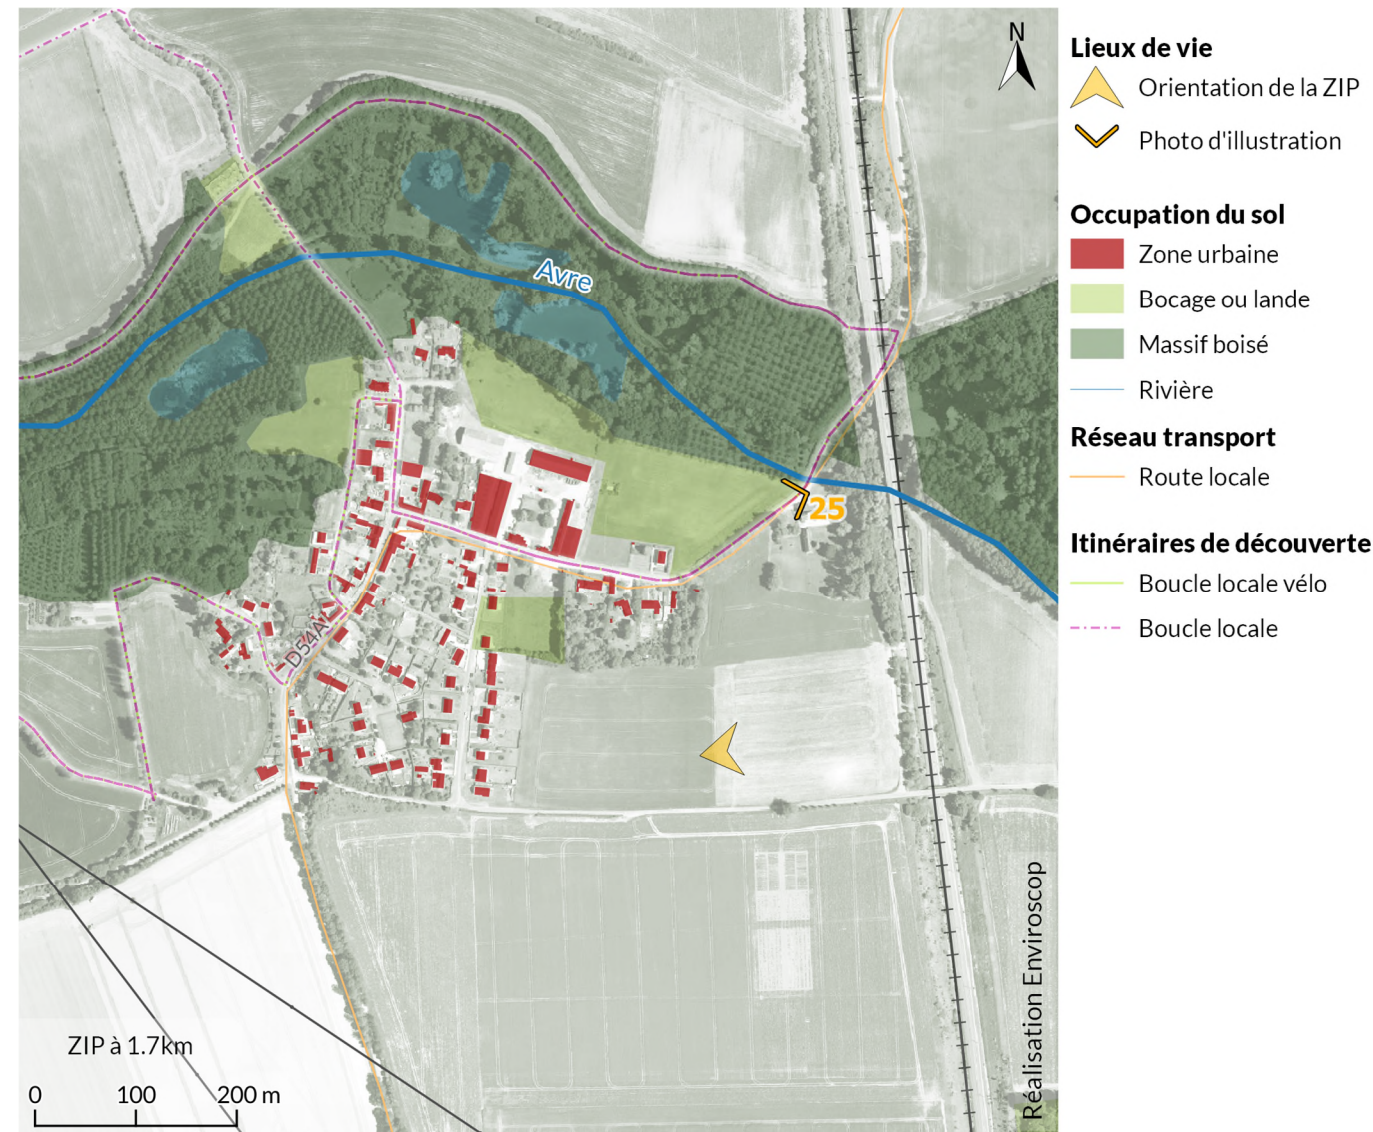 N
Avre
25
D54A
ZIP à 1.7km
0 100 200 m
Réalisation Enviroscop
Lieux de vie
Orientation de la ZIP
Photo d'illustration
Occupation du sol
Zone urbaine
Bocage ou lande
Massif boisé
Rivière
Réseau transport
Route locale
Itinéraires de découverte
Boucle locale vélo
Boucle locale